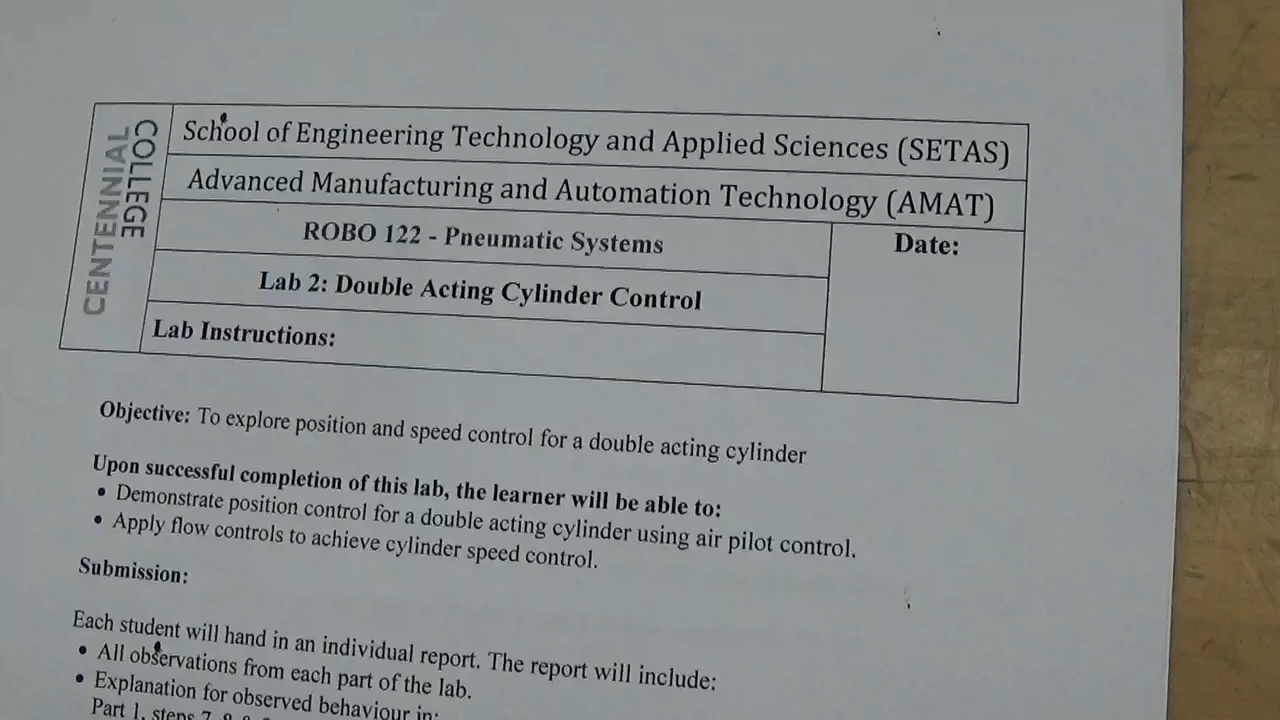 CENTENNIAL
COLLEGE
School of Engineering Technology and Applied Sciences (SETAS)
Advanced Manufacturing and Automation Technology (AMAT)
ROBO 122 - Pneumatic Systems
Date:
Lab 2: Double Acting Cylinder Control
Lab Instructions:
Objective: To explore position and speed control for a double acting cylinder
Upon successful completion of this lab, the learner will be able to:
• Demonstrate position control for a double acting cylinder using air pilot control.
• Apply flow controls to achieve cylinder speed control.
Submission:
Each student will hand in an individual report. The report will include:
• All observations from each part of the lab.
• Explanation for observed behaviour in:
Part 1, steps 7, 8